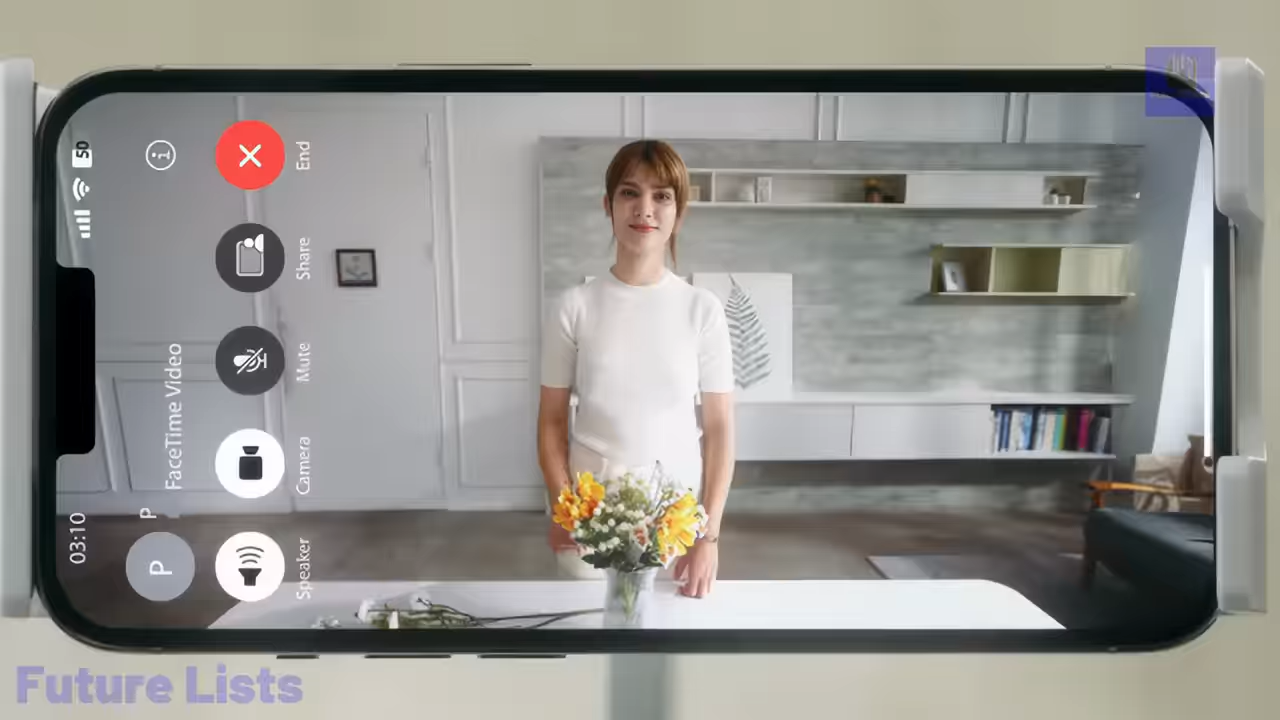 03:10
50
P
P
FaceTime Video
Speaker
Camera
Mute
Share
End
Future Lists